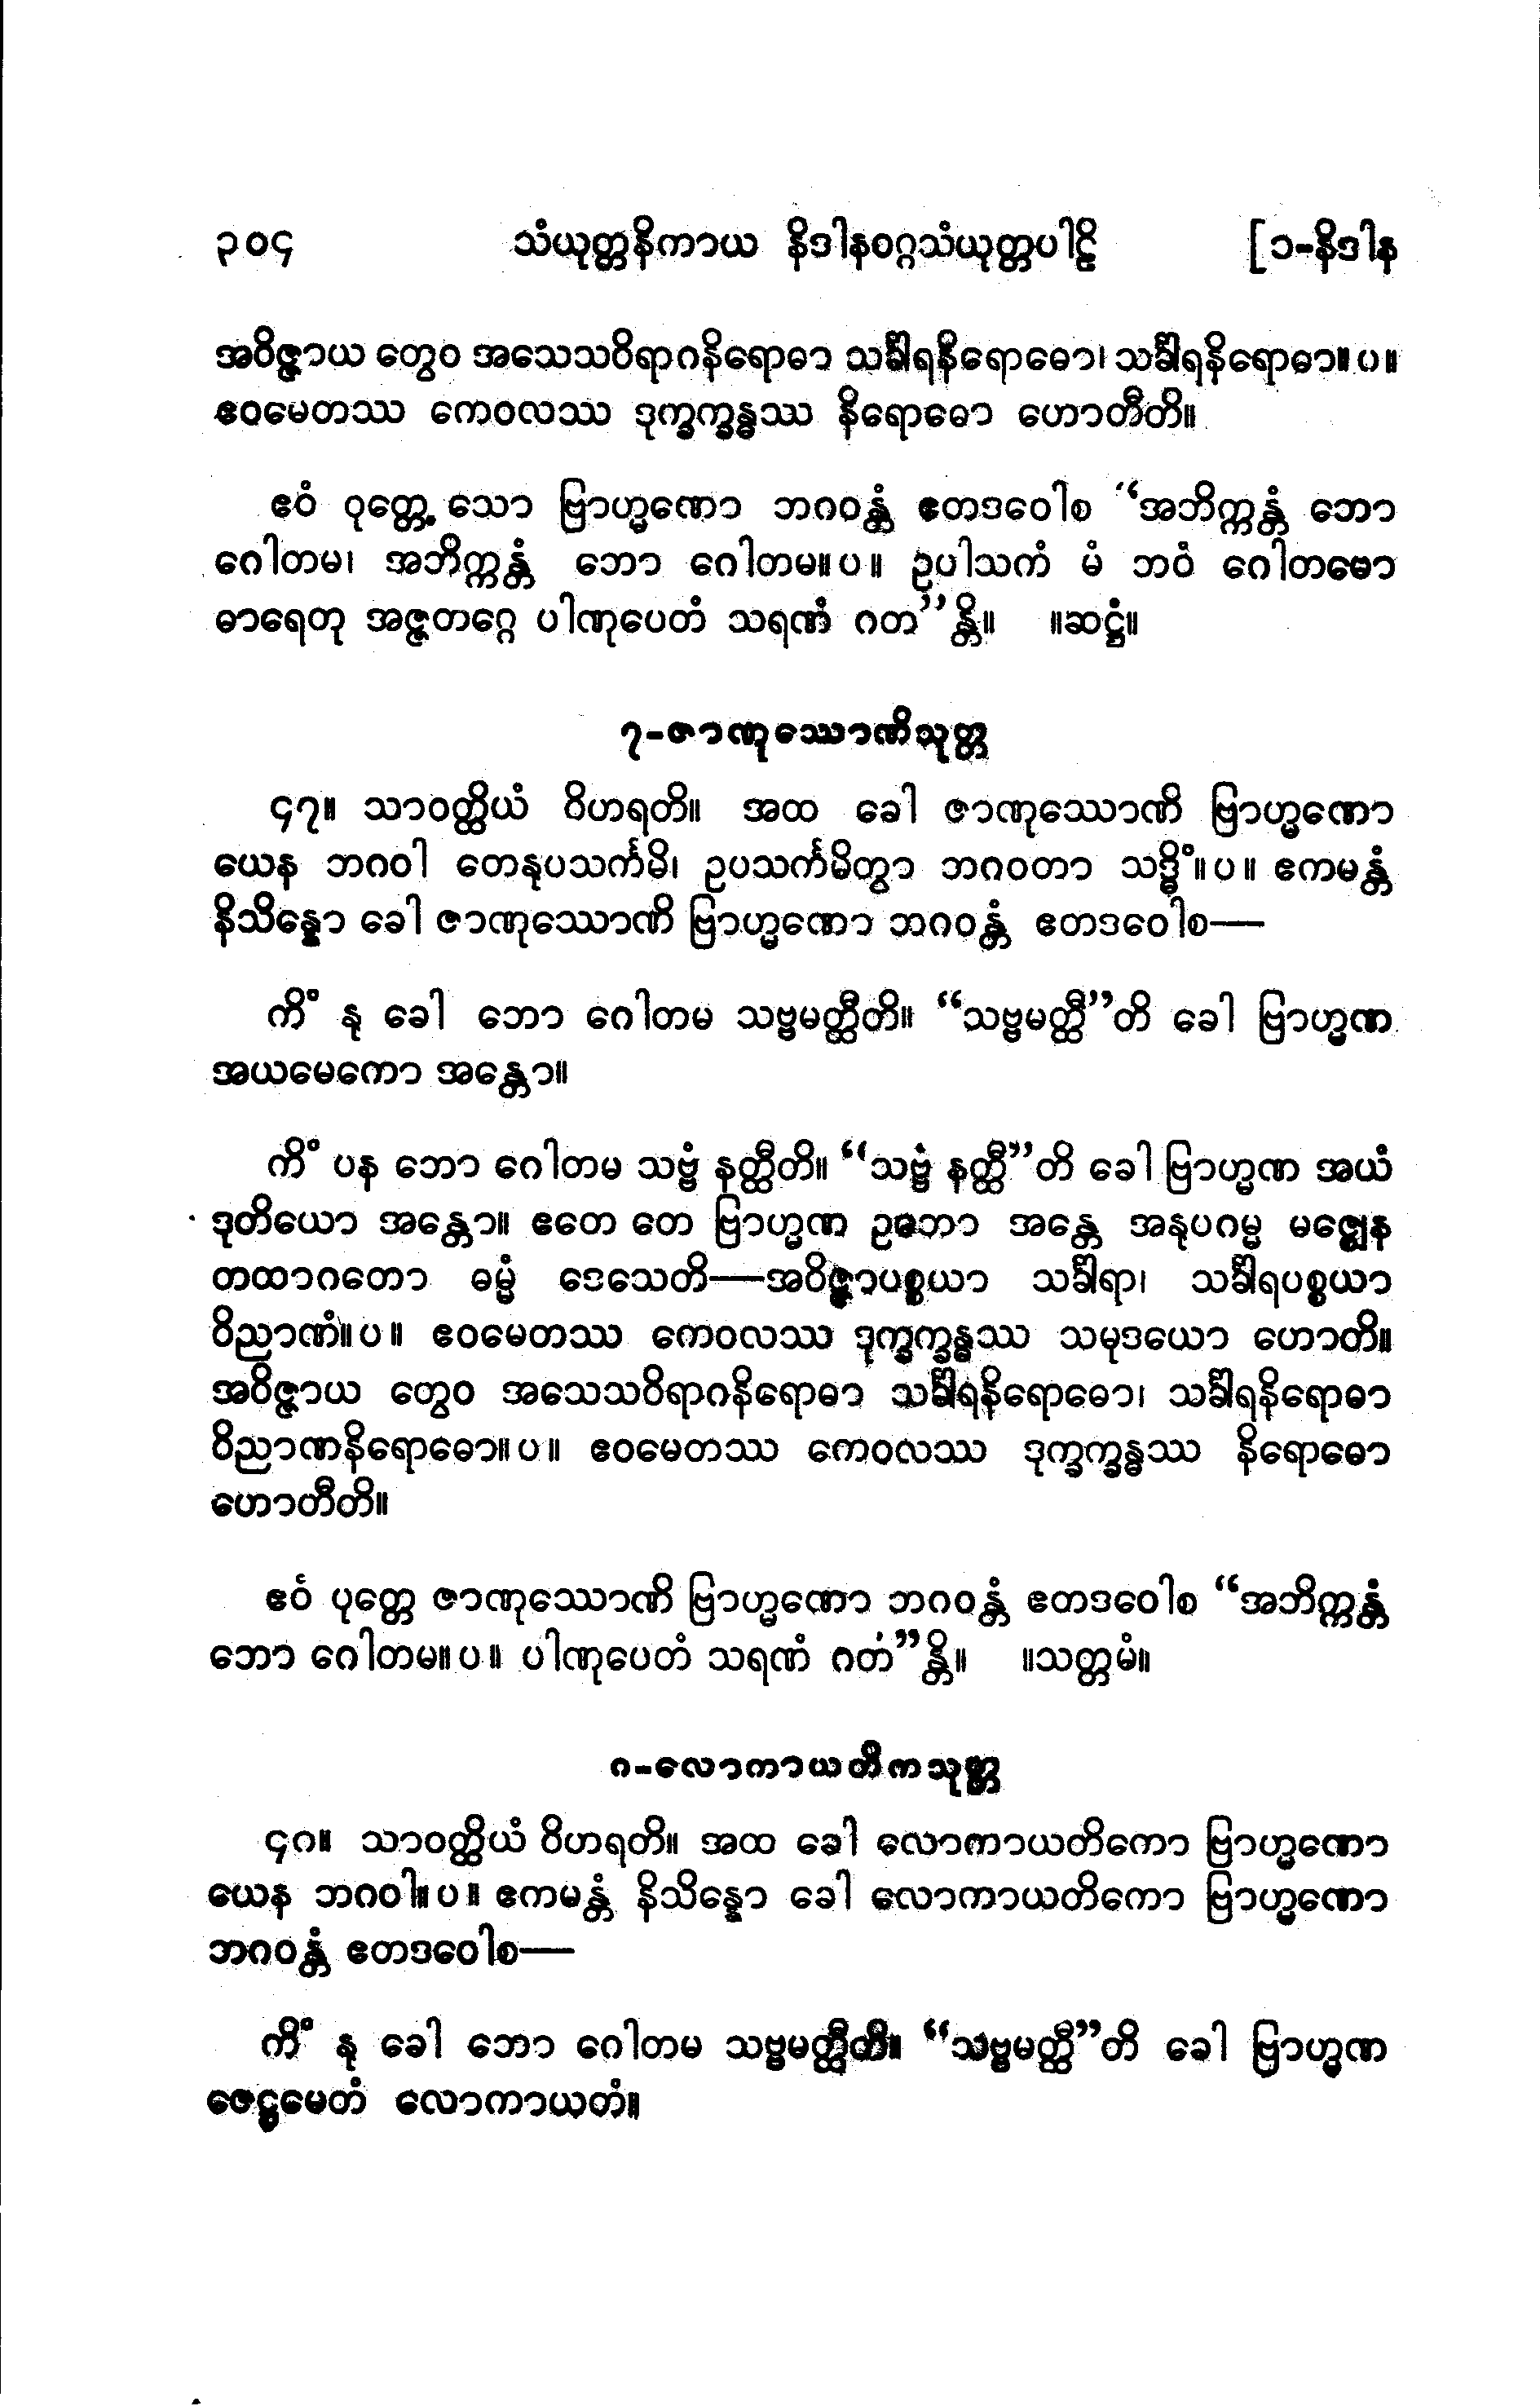 ၃၀၄ သံယုတ္တနိကာယ နိဒါနဝဂ္ဂသံယုတ္တပါဠိ [၁-နိဒါန
အဝိဇ္ဇာယ တွေဝ အသေသဝိရာဂနိရောဓာ သင်္ခါရနိရောဓော၊ သင်္ခါရနိရောဓာ။ပ။
ဧဝမေတဿ ကေဝလဿ ဒုက္ခက္ခန္ဓဿ နိရောဓော ဟောတီတိ။
ဧဝံ ဝုတ္တေ သော ဗြာဟ္မဏော ဘဂဝန္တံ ဧတဒဝေါစ “အဘိက္ကန္တံ ဘော
ဂေါတမ၊ အဘိက္ကန္တံ ဘော ဂေါတမ။ပ။ ဥပါသကံ မံ ဘဝံ ဂေါတမော
ဓာရေတု အဇ္ဇတဂ္ဂေ ပါဏုပေတံ သရဏံ ဂတ”န္တိ။ ။ဆဋ္ဌံ။
၇-ဇာဏုဿောဏိသုတ္တ
၄၇။ သာဝတ္ထိယံ ဝိဟရတိ။ အထ ခေါ ဇာဏုဿောဏိ ဗြာဟ္မဏော
ယေန ဘဂဝါ တေနုပသင်္ကမိ၊ ဥပသင်္ကမိတွာ ဘဂဝတာ သဒ္ဓိံ။ပ။ ဧကမန္တံ
နိသိန္နော ခေါ ဇာဏုဿောဏိ ဗြာဟ္မဏော ဘဂဝန္တံ ဧတဒဝေါစ—
ကိံ နု ခေါ ဘော ဂေါတမ သဗ္ဗမတ္ထီတိ။ “သဗ္ဗမတ္ထီ”တိ ခေါ ဗြာဟ္မဏ
အယမေကော အန္တော။
ကိံ ပန ဘော ဂေါတမ သဗ္ဗံ နတ္ထီတိ။ “သဗ္ဗံ နတ္ထီ”တိ ခေါ ဗြာဟ္မဏ အယံ
ဒုတိယော အန္တော။ ဧတေ တေ ဗြာဟ္မဏ ဥဘော အန္တေ အနုပဂမ္မ မဇ္ဈေန
တထာဂတော ဓမ္မံ ဒေသေတိ—အဝိဇ္ဇာပစ္စယာ သင်္ခါရာ၊ သင်္ခါရပစ္စယာ
ဝိညာဏံ။ပ။ ဧဝမေတဿ ကေဝလဿ ဒုက္ခက္ခန္ဓဿ သမုဒယော ဟောတိ။
အဝိဇ္ဇာယ တွေဝ အသေသဝိရာဂနိရောဓာ သင်္ခါရနိရောဓော၊ သင်္ခါရနိရောဓာ
ဝိညာဏနိရောဓော။ပ။ ဧဝမေတဿ ကေဝလဿ ဒုက္ခက္ခန္ဓဿ နိရောဓော
ဟောတီတိ။
ဧဝံ ပုတ္တေ ဇာဏုဿောဏိ ဗြာဟ္မဏော ဘဂဝန္တံ ဧတဒဝေါစ “အဘိက္ကန္တံ
ဘော ဂေါတမ။ပ။ ပါဏုပေတံ သရဏံ ဂတံ”န္တိ။ ။သတ္တမံ။
၈-လောကာယတိကသုတ္တ
၄၈။ သာဝတ္ထိယံ ဝိဟရတိ။ အထ ခေါ လောကာယတိကော ဗြာဟ္မဏော
ယေန ဘဂဝါ။ပ။ ဧကမန္တံ နိသိန္နော ခေါ လောကာယတိကော ဗြာဟ္မဏော
ဘဂဝန္တံ ဧတဒဝေါစ—
ကိံ နု ခေါ ဘော ဂေါတမ သဗ္ဗမတ္ထီတိ။ “သဗ္ဗမတ္ထီ”တိ ခေါ ဗြာဟ္မဏ
ဇေဋ္ဌမေတံ လောကာယတံ။